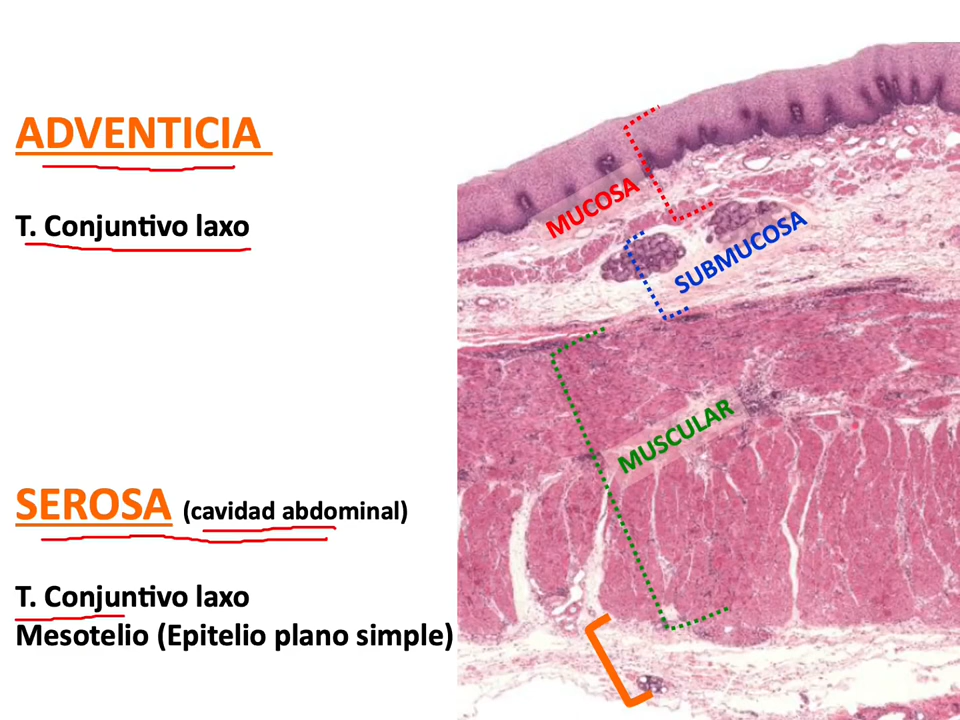 ADVENTICIA
T. Conjuntivo laxo
SEROSA (cavidad abdominal)
T. Conjuntivo laxo
Mesotelio (Epitelio plano simple)
MUCOSA
SUBMUCOSA
MUSCULAR